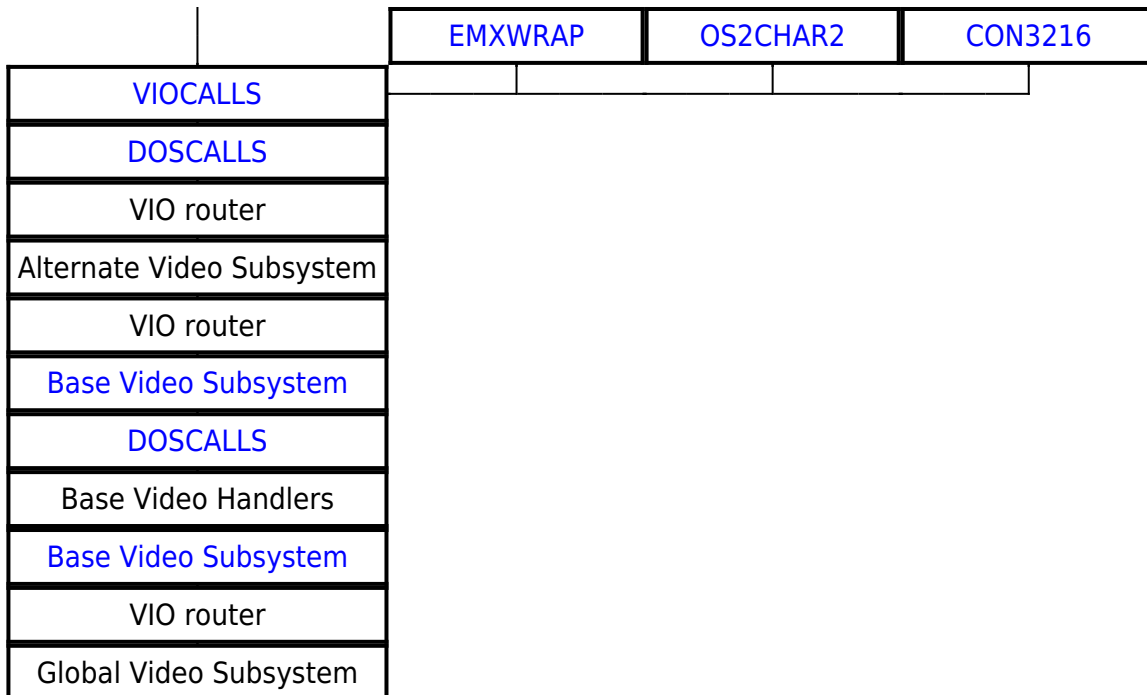 EMXWRAP OS2CHAR2 CON3216
VIOCALLS
DOSCALLS
VIO router
Alternate Video Subsystem
VIO router
Base Video Subsystem
DOSCALLS
Base Video Handlers
Base Video Subsystem
VIO router
Global Video Subsystem